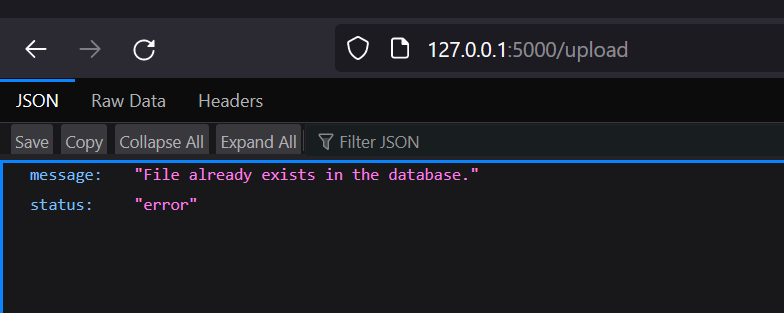 127.0.0.1:5000/upload
JSON Raw Data Headers
Save Copy Collapse All Expand All Filter JSON
message: "File already exists in the database."
status: "error"